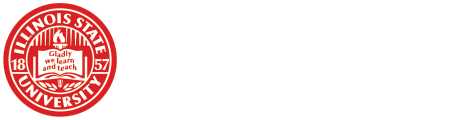 ILLINOIS STATE
Gladly
we learn
and teach
18 57
UNIVERSITY